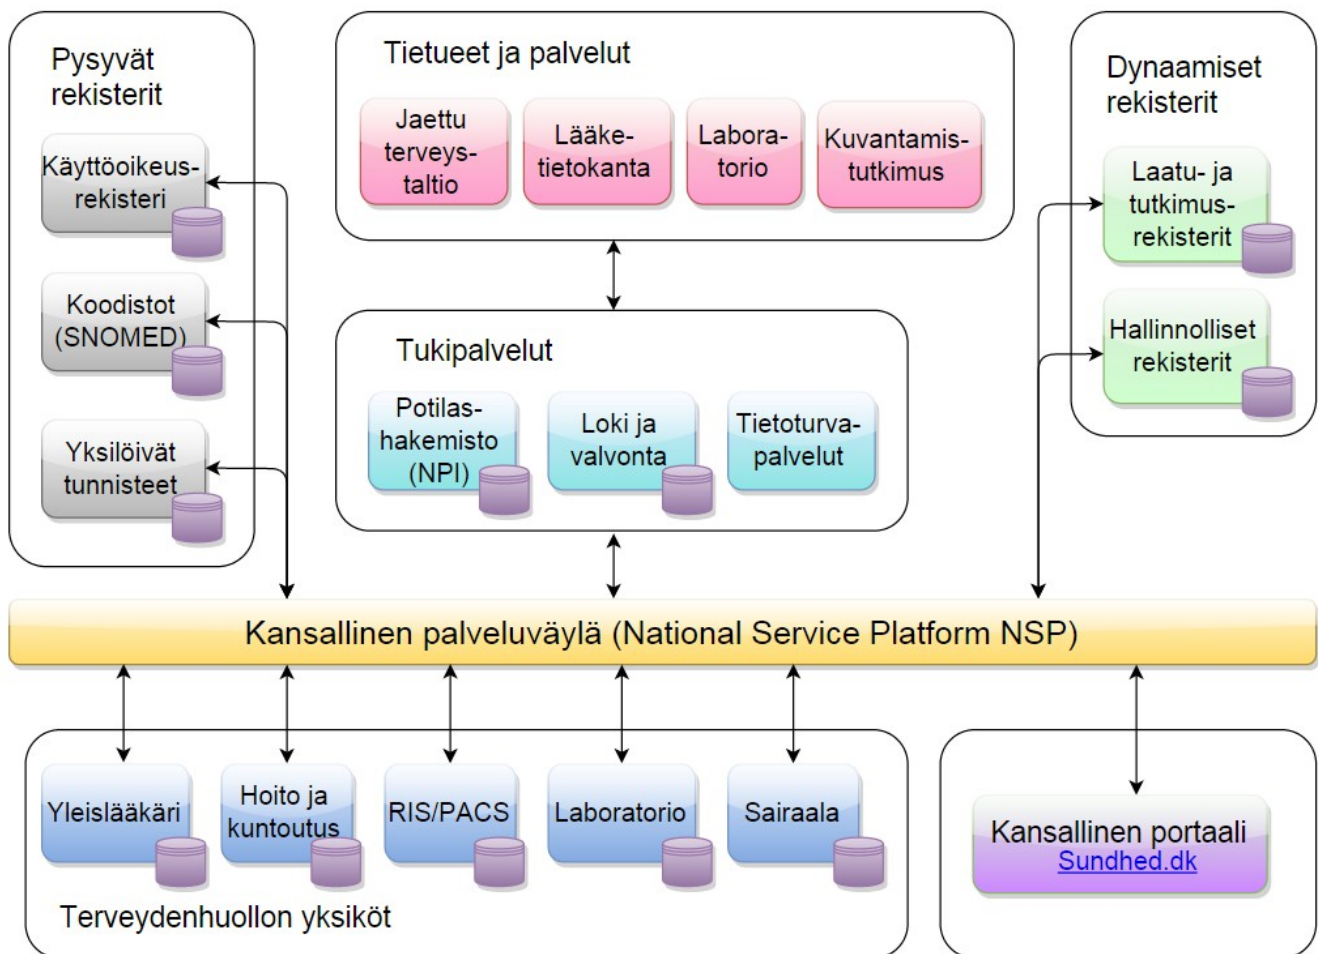 Pysyvät
rekisterit
Käyttöoikeus-
rekisteri
Koodistot
(SNOMED)
Yksilöivät
tunnisteet
Tietueet ja palvelut
Jaettu
terveys-
taltio
Lääke-
tietokanta
Labora-
torio
Kuvantamis-
tutkimus
Tukipalvelut
Potilas-
hakemisto
(NPI)
Loki ja
valvonta
Tietoturva-
palvelut
Dynaamiset
rekisterit
Laatu- ja
tutkimus-
rekisterit
Hallinnolliset
rekisterit
Kansallinen palveluväylä (National Service Platform NSP)
Yleislääkäri
Hoito ja
kuntoutus
RIS/PACS
Laboratorio
Sairaala
Terveydenhuollon yksiköt
Kansallinen portaali
Sundhed.dk